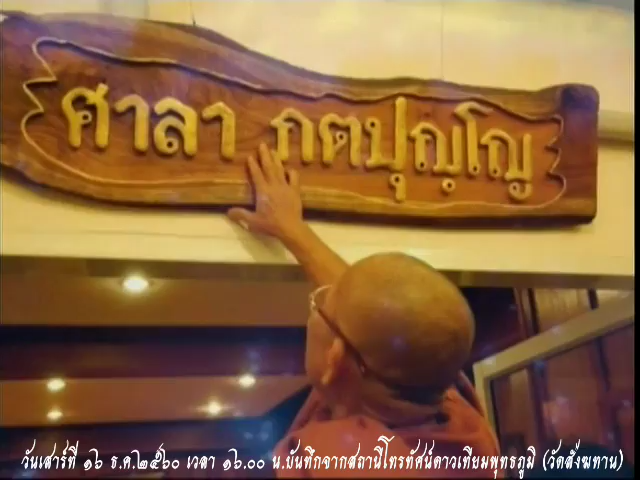 ศาลา กตปุญฺโญ
วันเสาร์ที่ ๑๖ ธ.ค.๒๕๖๐ เวลา ๑๖.๐๐ น.บันทึกจากสถานีโทรทัศน์ดาวเทียมพุทธภูมิ (วัดสังฆทาน)